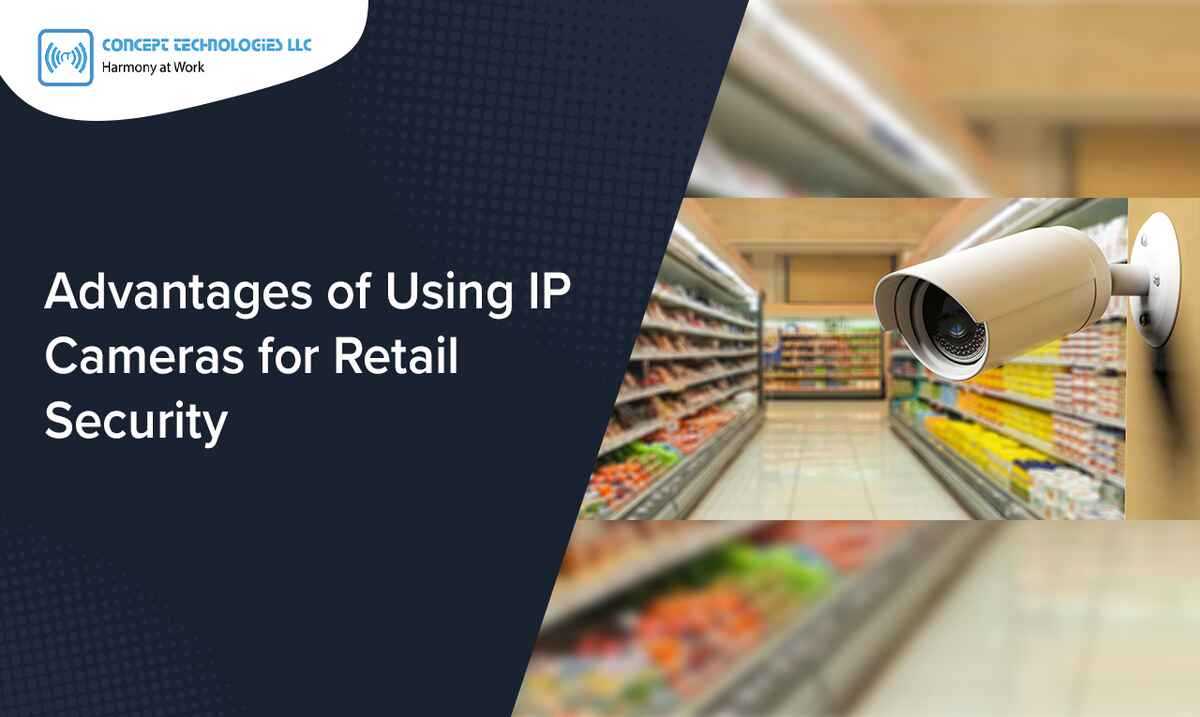 CONCEPT TECHNOLOGIES LLC
Harmony at Work
Advantages of Using IP
Cameras for Retail
Security